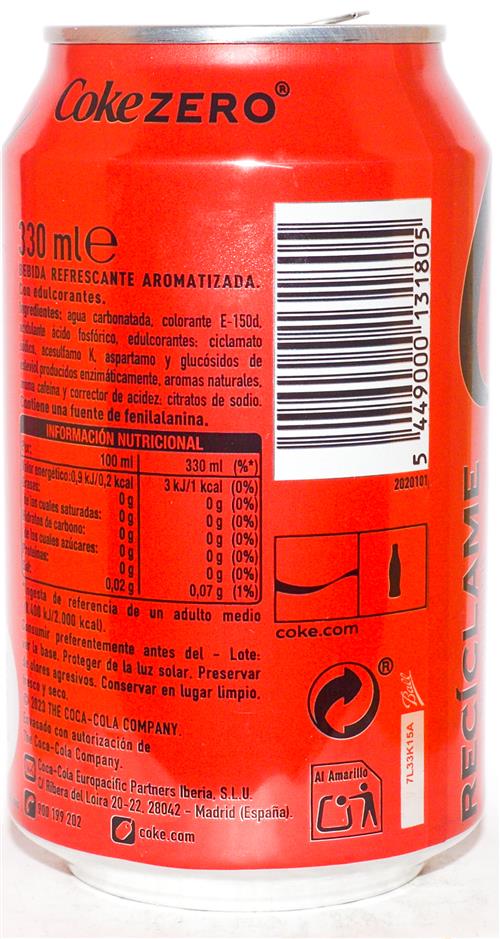 Coke ZERO®
330 ml e
BEBIDA REFRESCANTE AROMATIZADA.
Con edulcorantes.
Ingredientes: agua carbonatada, colorante E-150d,
acidulante ácido fosfórico, edulcorantes: ciclamato
sódico, acesulfamo K, aspartamo y glucósidos de
esteviol producidos enzimáticamente, aromas naturales,
aroma cafeína y corrector de acidez: citratos de sodio.
Contiene una fuente de fenilalanina.
INFORMACIÓN NUTRICIONAL
Por: 100 ml 330 ml (%*)
Valor energético: 0,9 kJ/0,2 kcal 3 kJ/1 kcal (0%)
Grasas: 0 g 0 g (0%)
de las cuales saturadas: 0 g 0 g (0%)
Hidratos de carbono: 0 g 0 g (0%)
de los cuales azúcares: 0 g 0 g (0%)
Proteínas: 0 g 0 g (0%)
Sal: 0,02 g 0,07 g (1%)
Ingesta de referencia de un adulto medio
(8.400 kJ/2.000 kcal).
Consumir preferentemente antes del - Lote:
ver la base. Proteger de la luz solar. Preservar
de olores agresivos. Conservar en lugar limpio,
fresco y seco.
2023 THE COCA-COLA COMPANY.
Envasado con autorización de
The Coca-Cola Company.
Coca-Cola Europacific Partners Iberia, S.L.U.
C/ Ribera del Loira 20-22, 28042 - Madrid (España).
900 199 202
coke.com
5 449000 131805
2020101
coke.com
®
Ball
7L33K15A
Al Amarillo
RECÍCLAME